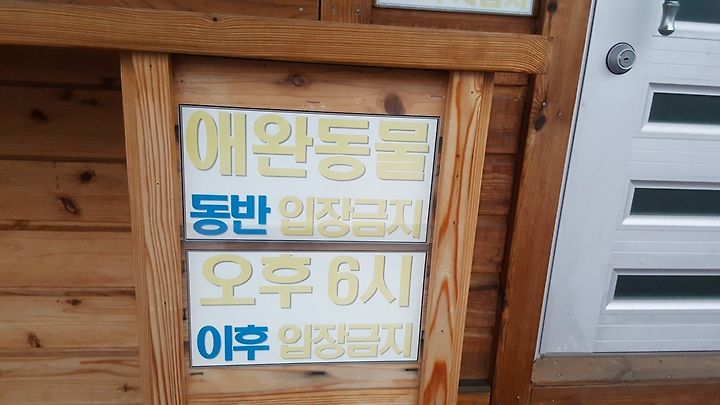 애완동물
동반 입장금지
오후 6시
이후 입장금지